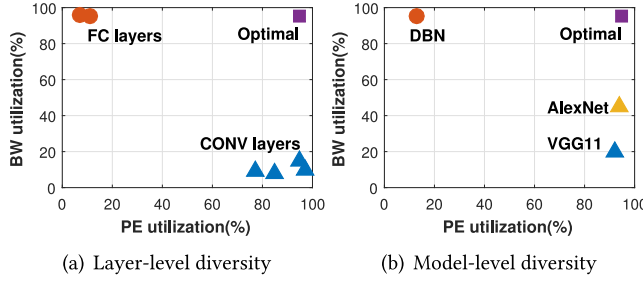 100
80
60
40
20
0
BW utilization(%)
FC layers
Optimal
CONV layers
0 20 40 60 80 100
PE utilization(%)
(a) Layer-level diversity
100
80
60
40
20
0
BW utilization(%)
DBN
Optimal
AlexNet
VGG11
0 20 40 60 80 100
PE utilization(%)
(b) Model-level diversity